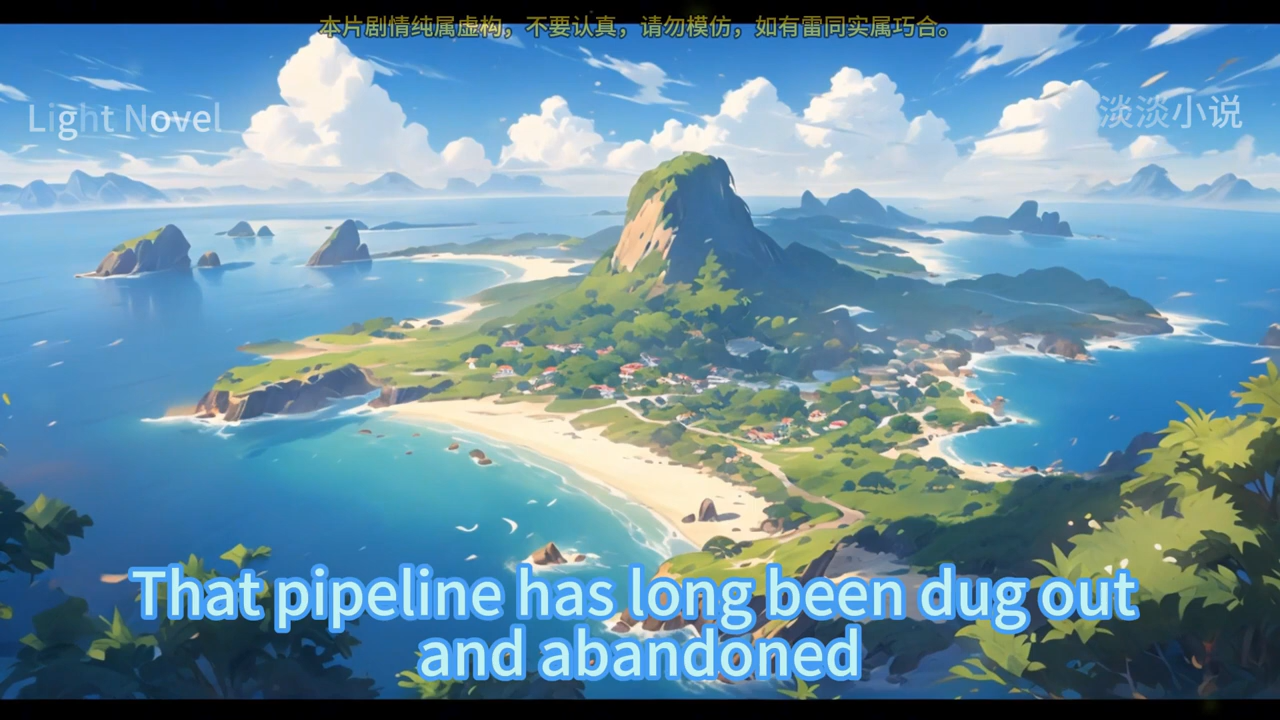 本片剧情纯属虚构，不要认真，请勿模仿，如有雷同实属巧合。
Light Novel
淡淡小说
That pipeline has long been dug out
and abandoned